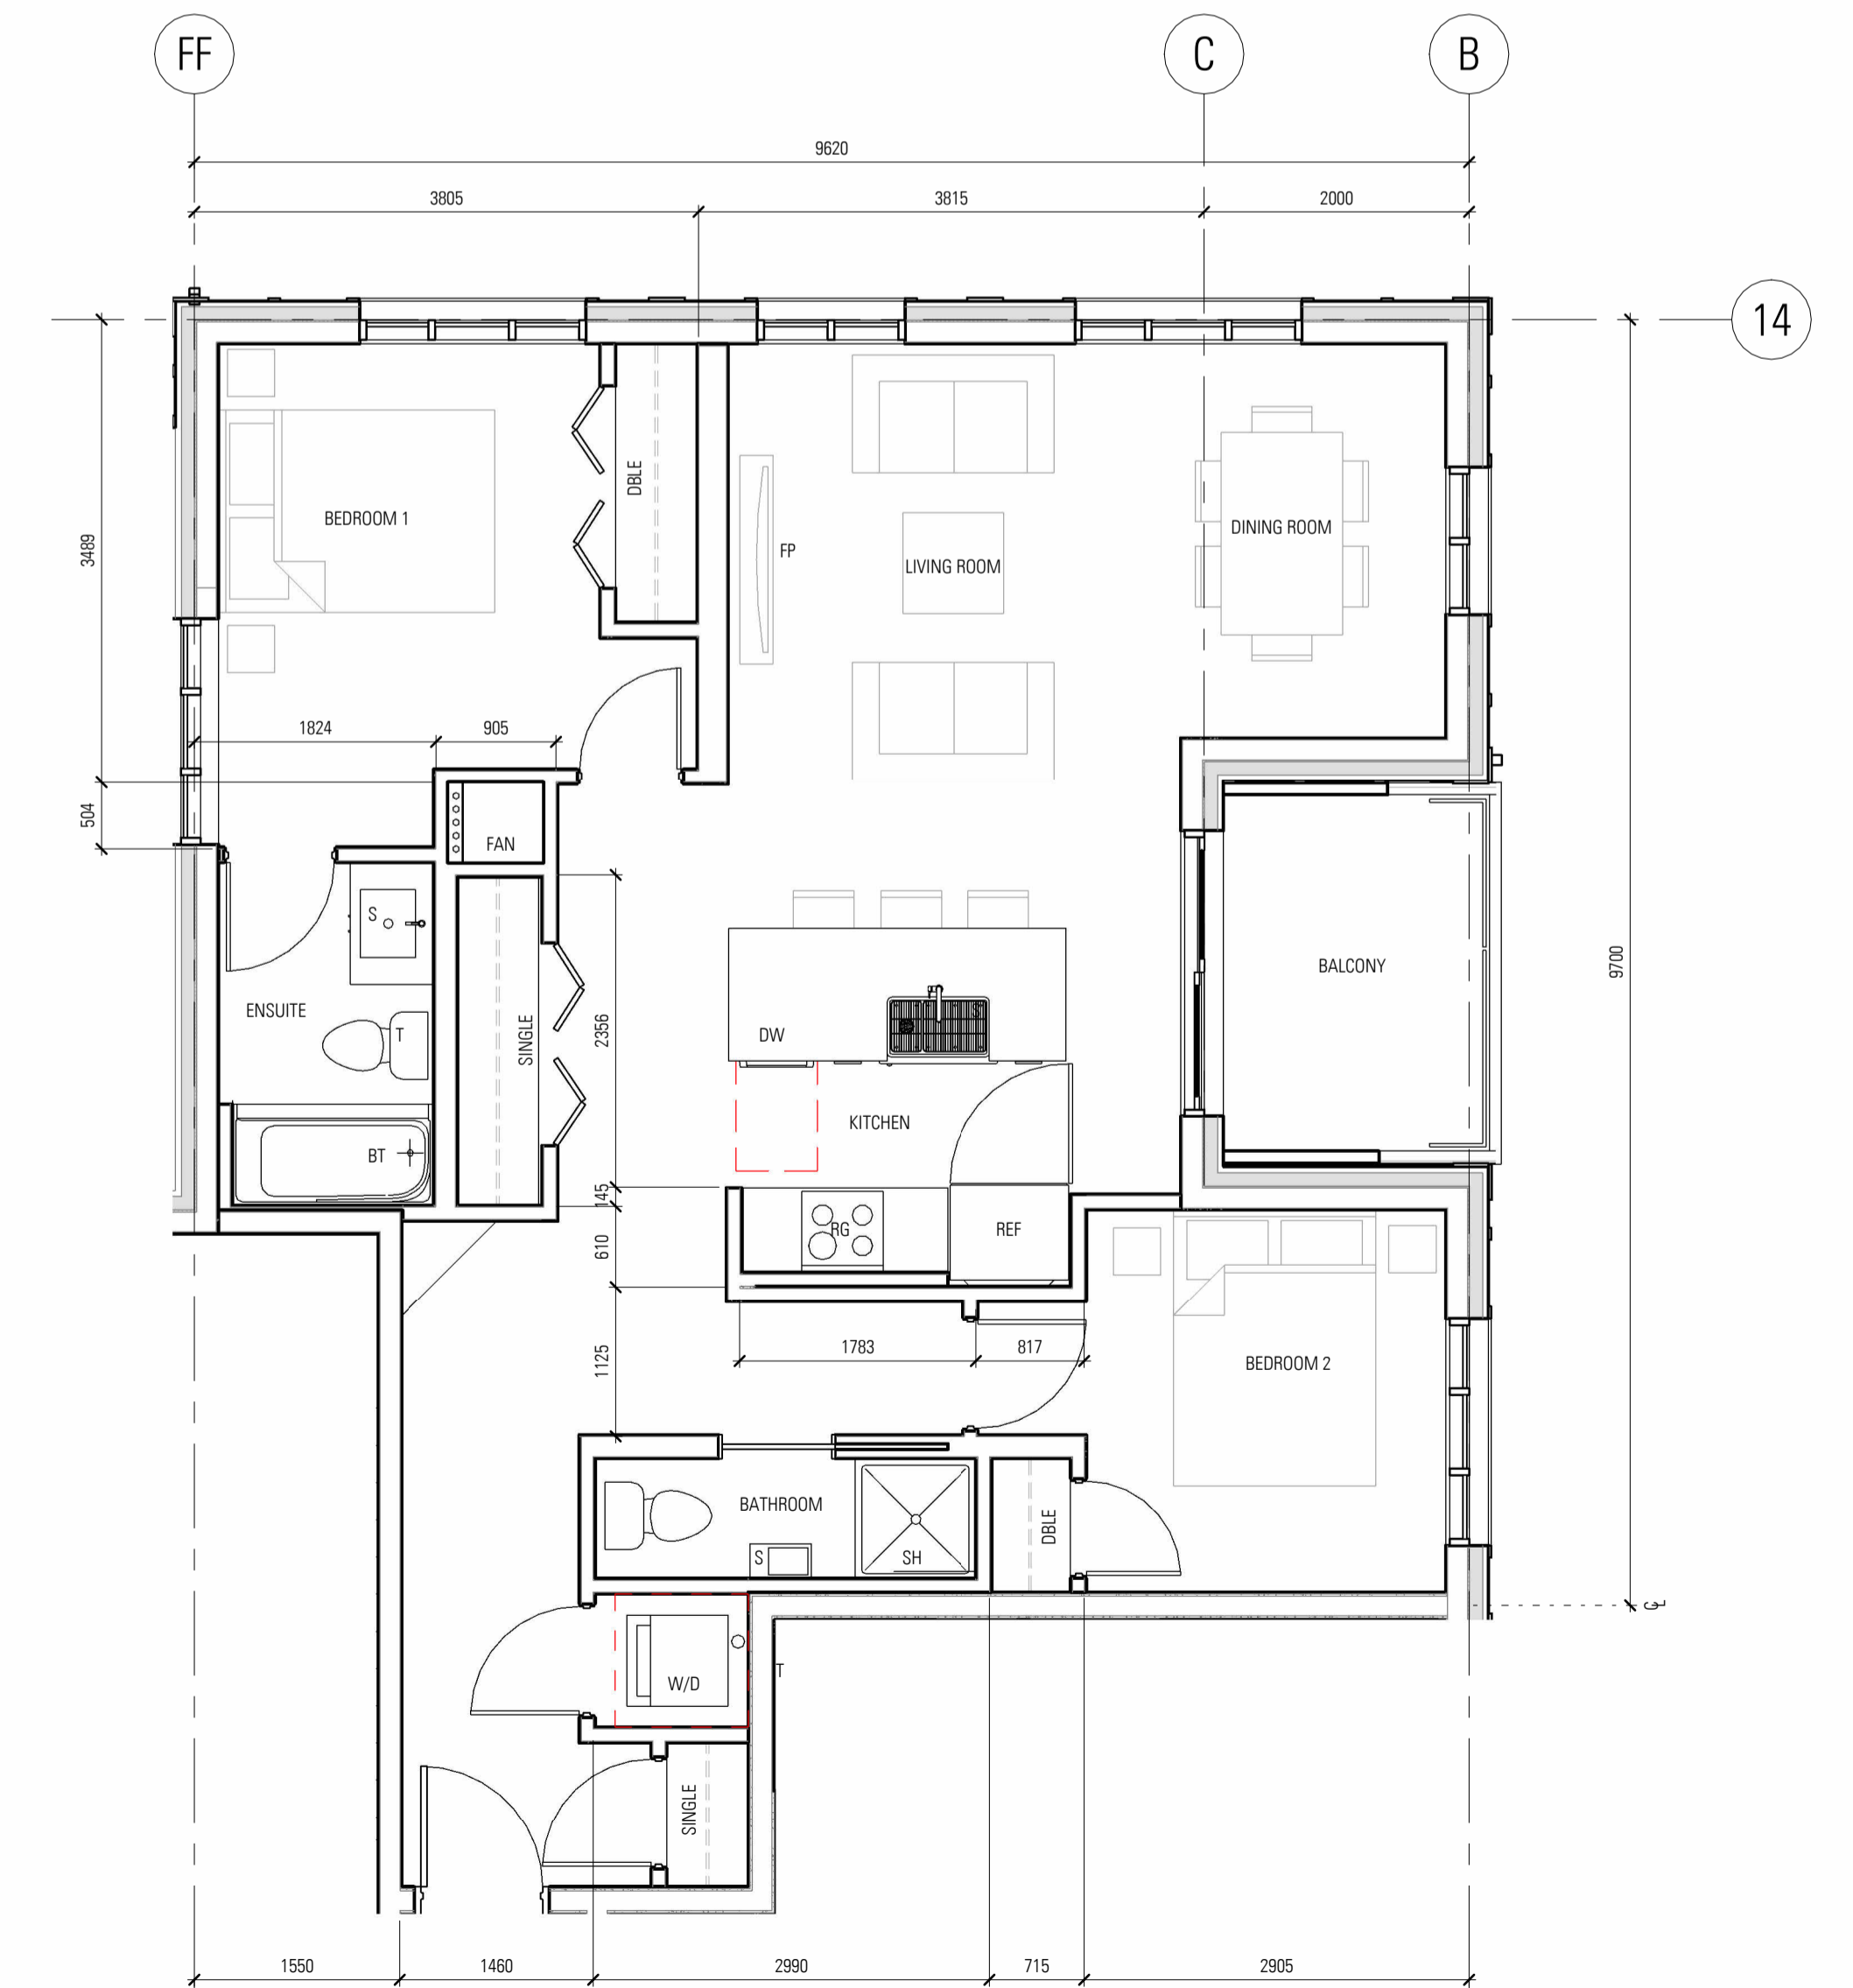 FF
C
B
9620
3805
3815
2000
14
DBLE
BEDROOM 1
DINING ROOM
FP
LIVING ROOM
3489
1824
905
504
FAN
S
BALCONY
9700
ENSUITE
S
DW
T
SINGLE
2356
KITCHEN
BT
145
RG
REF
610
1783
817
1125
BEDROOM 2
BATHROOM
DBLE
S
SH
CL
T
W/D
SINGLE
1550
1460
2990
715
2905